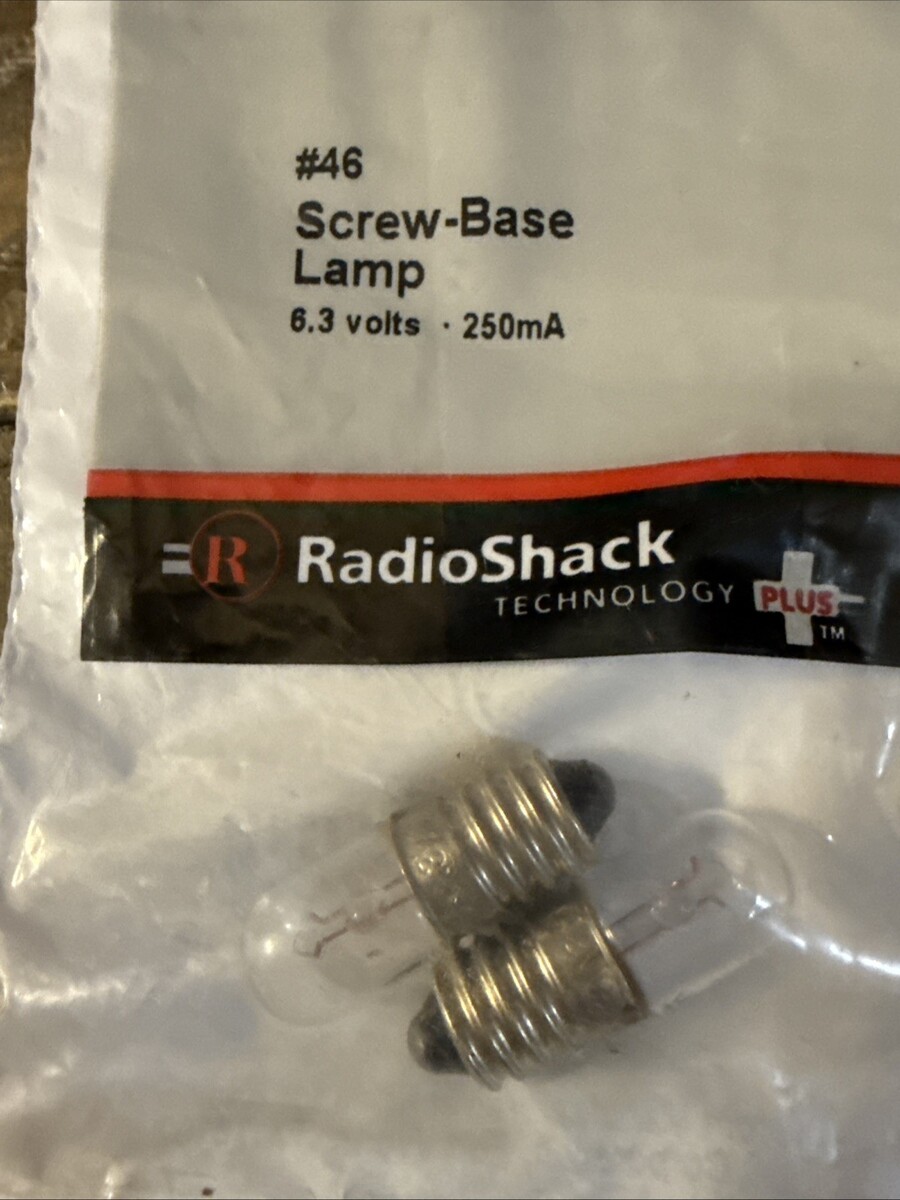 #46
Screw-Base
Lamp
6.3 volts · 250mA
R RadioShack
TECHNOLOGY PLUS TM